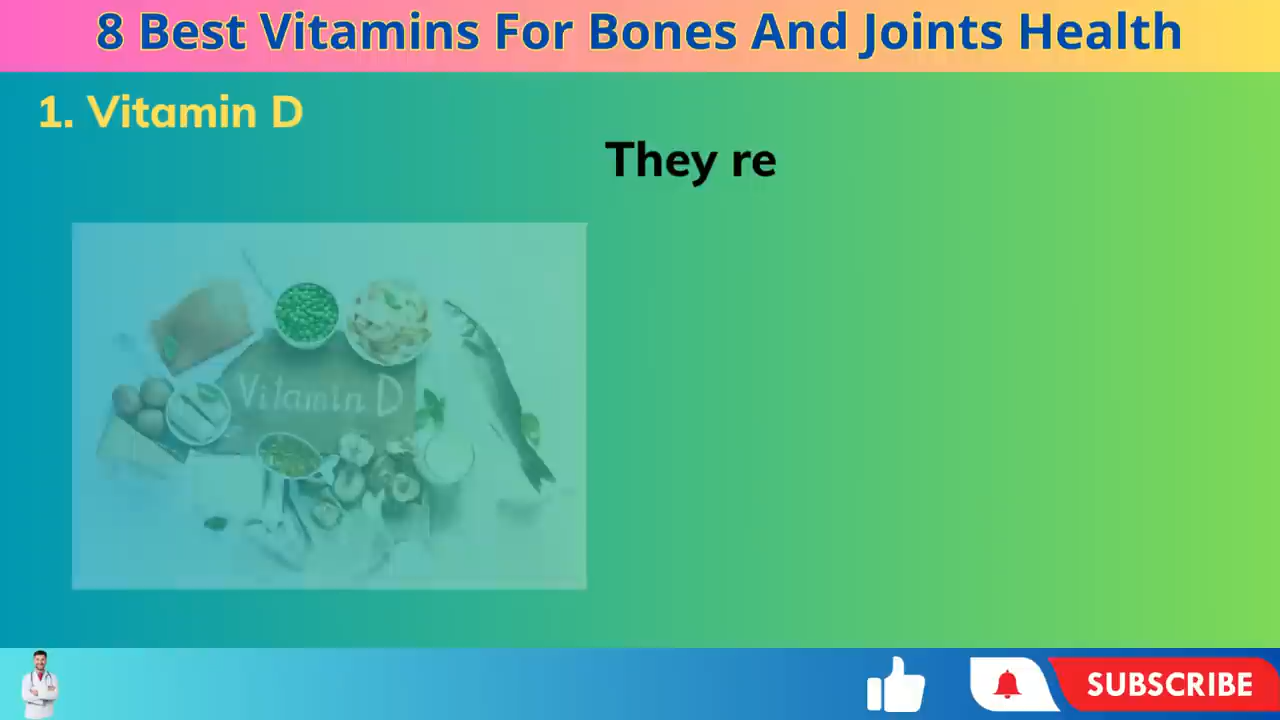 8 Best Vitamins For Bones And Joints Health
1. Vitamin D
They re
Vitamin D
SUBSCRIBE